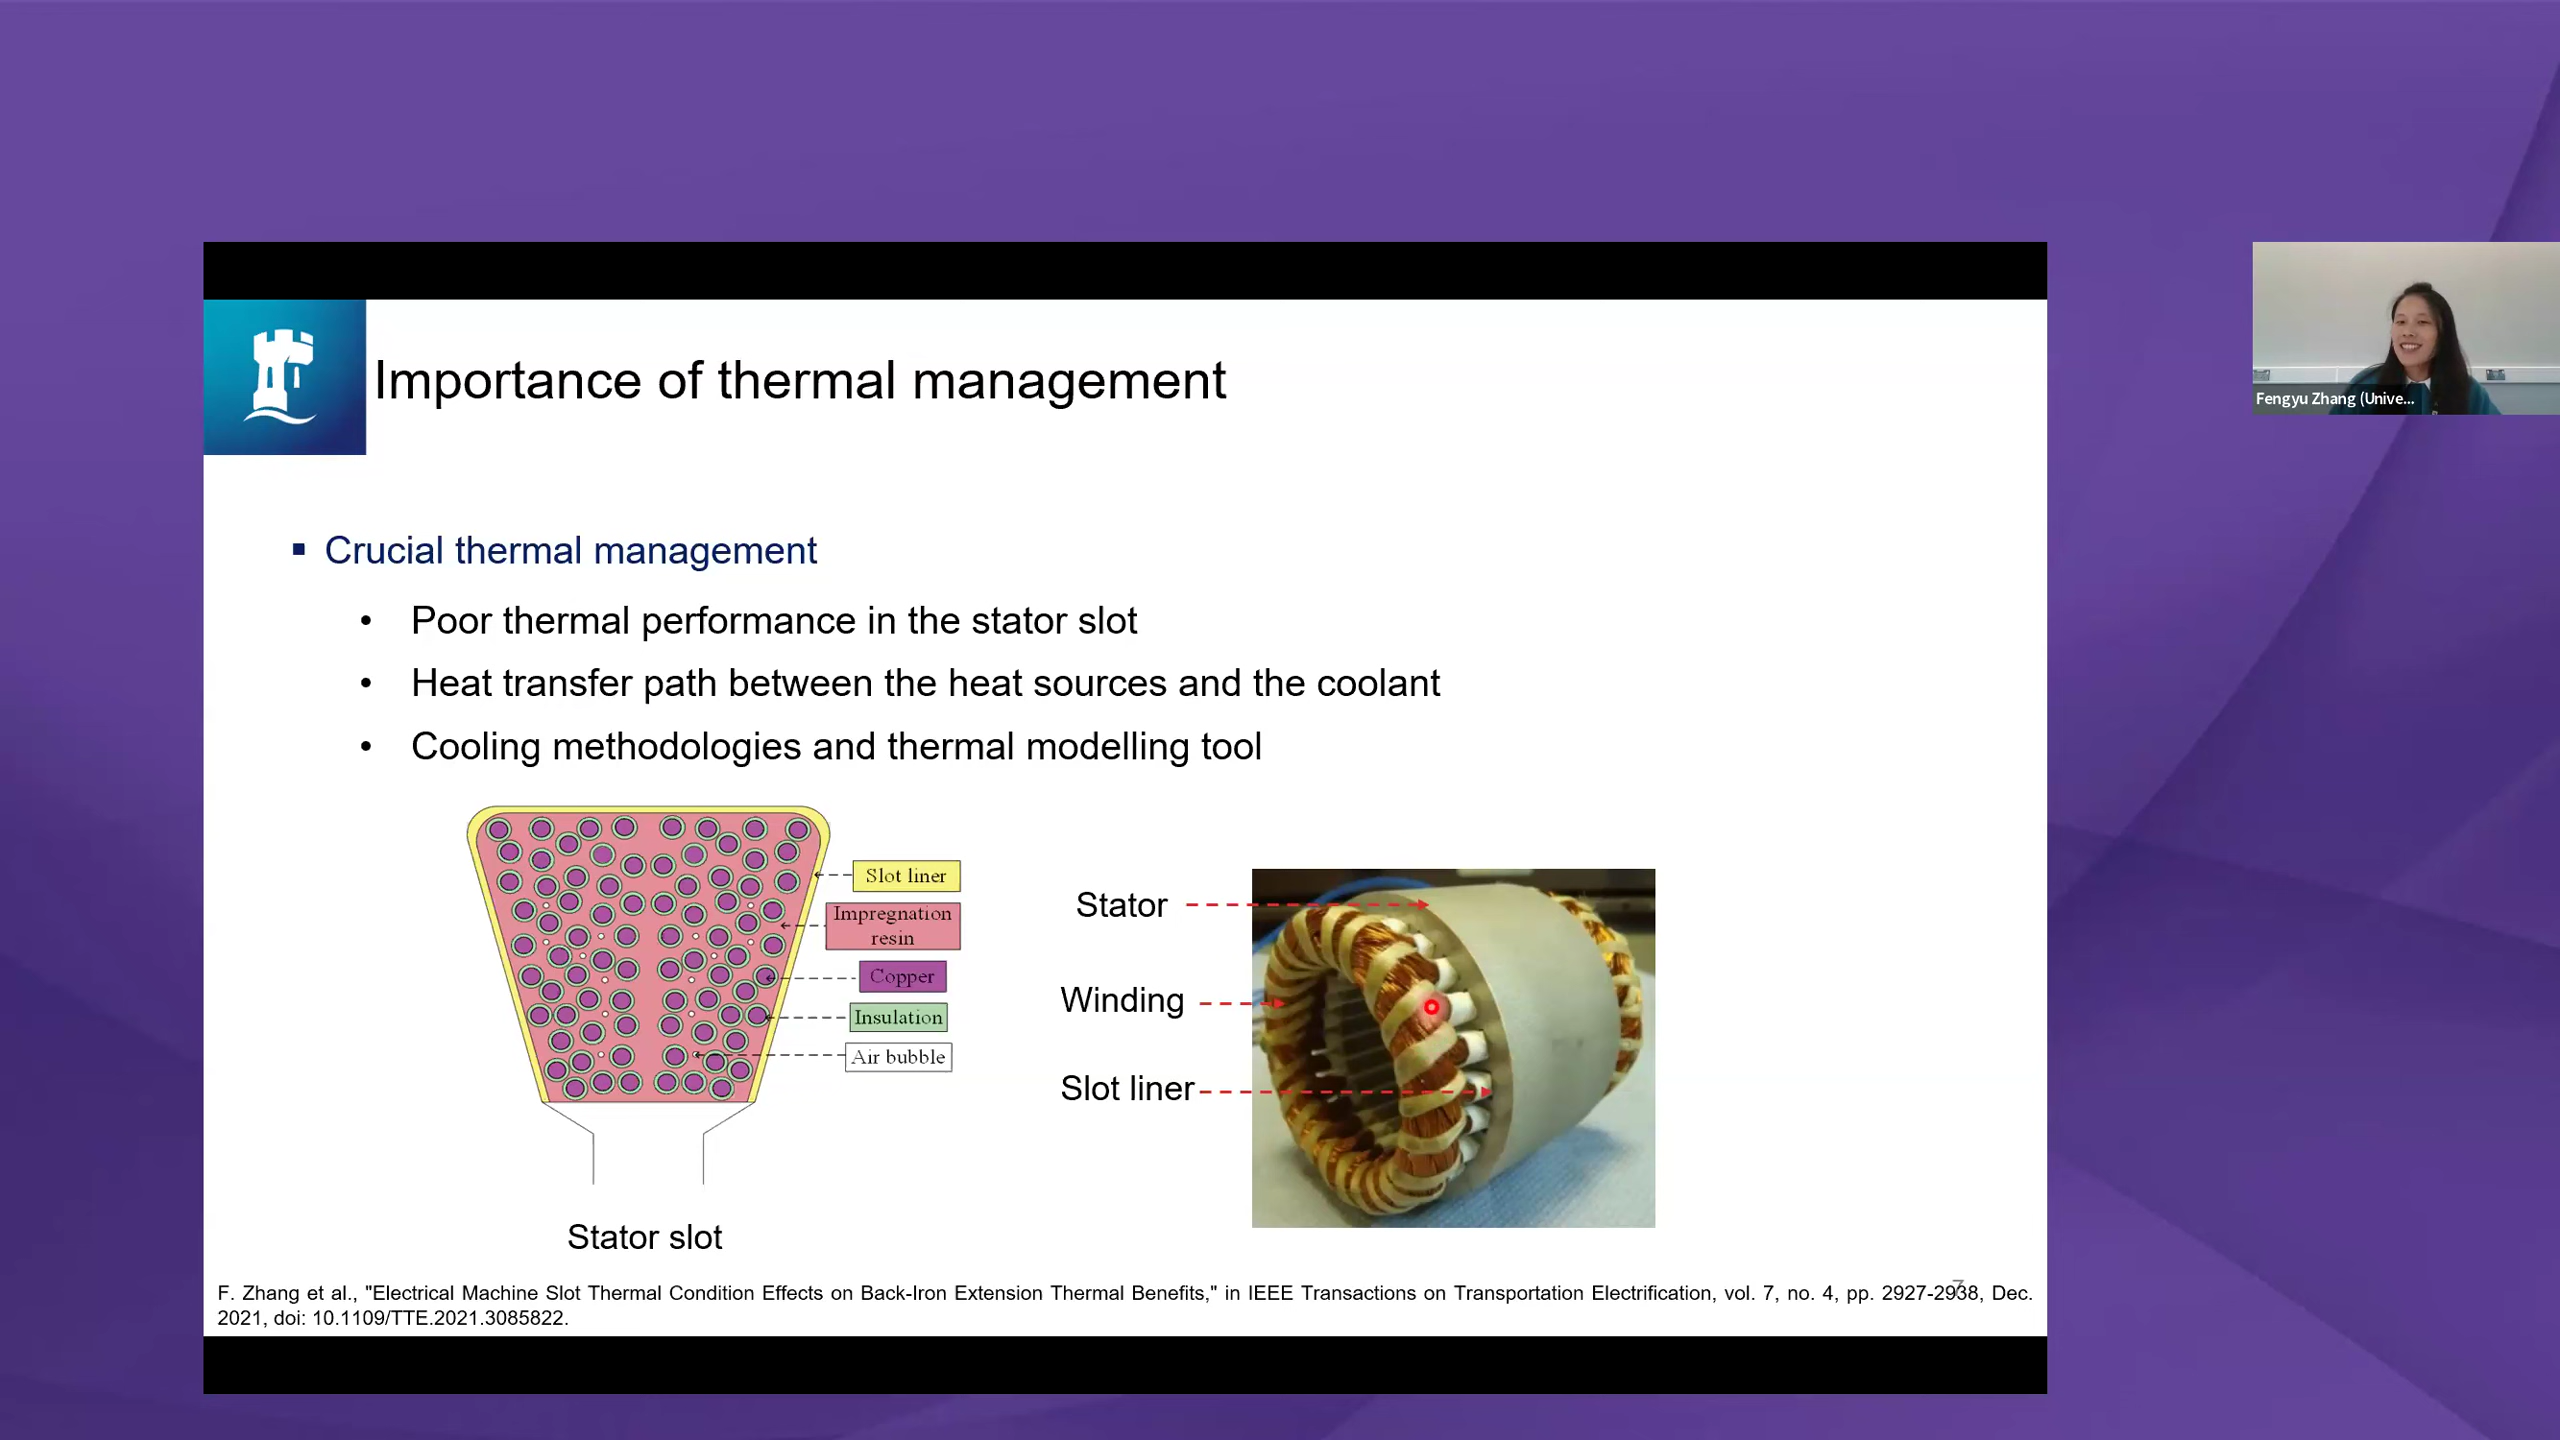 Importance of thermal management
Fengyu Zhang (Unive...
▪ Crucial thermal management
• Poor thermal performance in the stator slot
• Heat transfer path between the heat sources and the coolant
• Cooling methodologies and thermal modelling tool
Slot liner
Impregnation
resin
Copper
Insulation
Air bubble
Stator slot
Stator
Winding
Slot liner
7
F. Zhang et al., "Electrical Machine Slot Thermal Condition Effects on Back-Iron Extension Thermal Benefits," in IEEE Transactions on Transportation Electrification, vol. 7, no. 4, pp. 2927-2938, Dec.
2021, doi: 10.1109/TTE.2021.3085822.